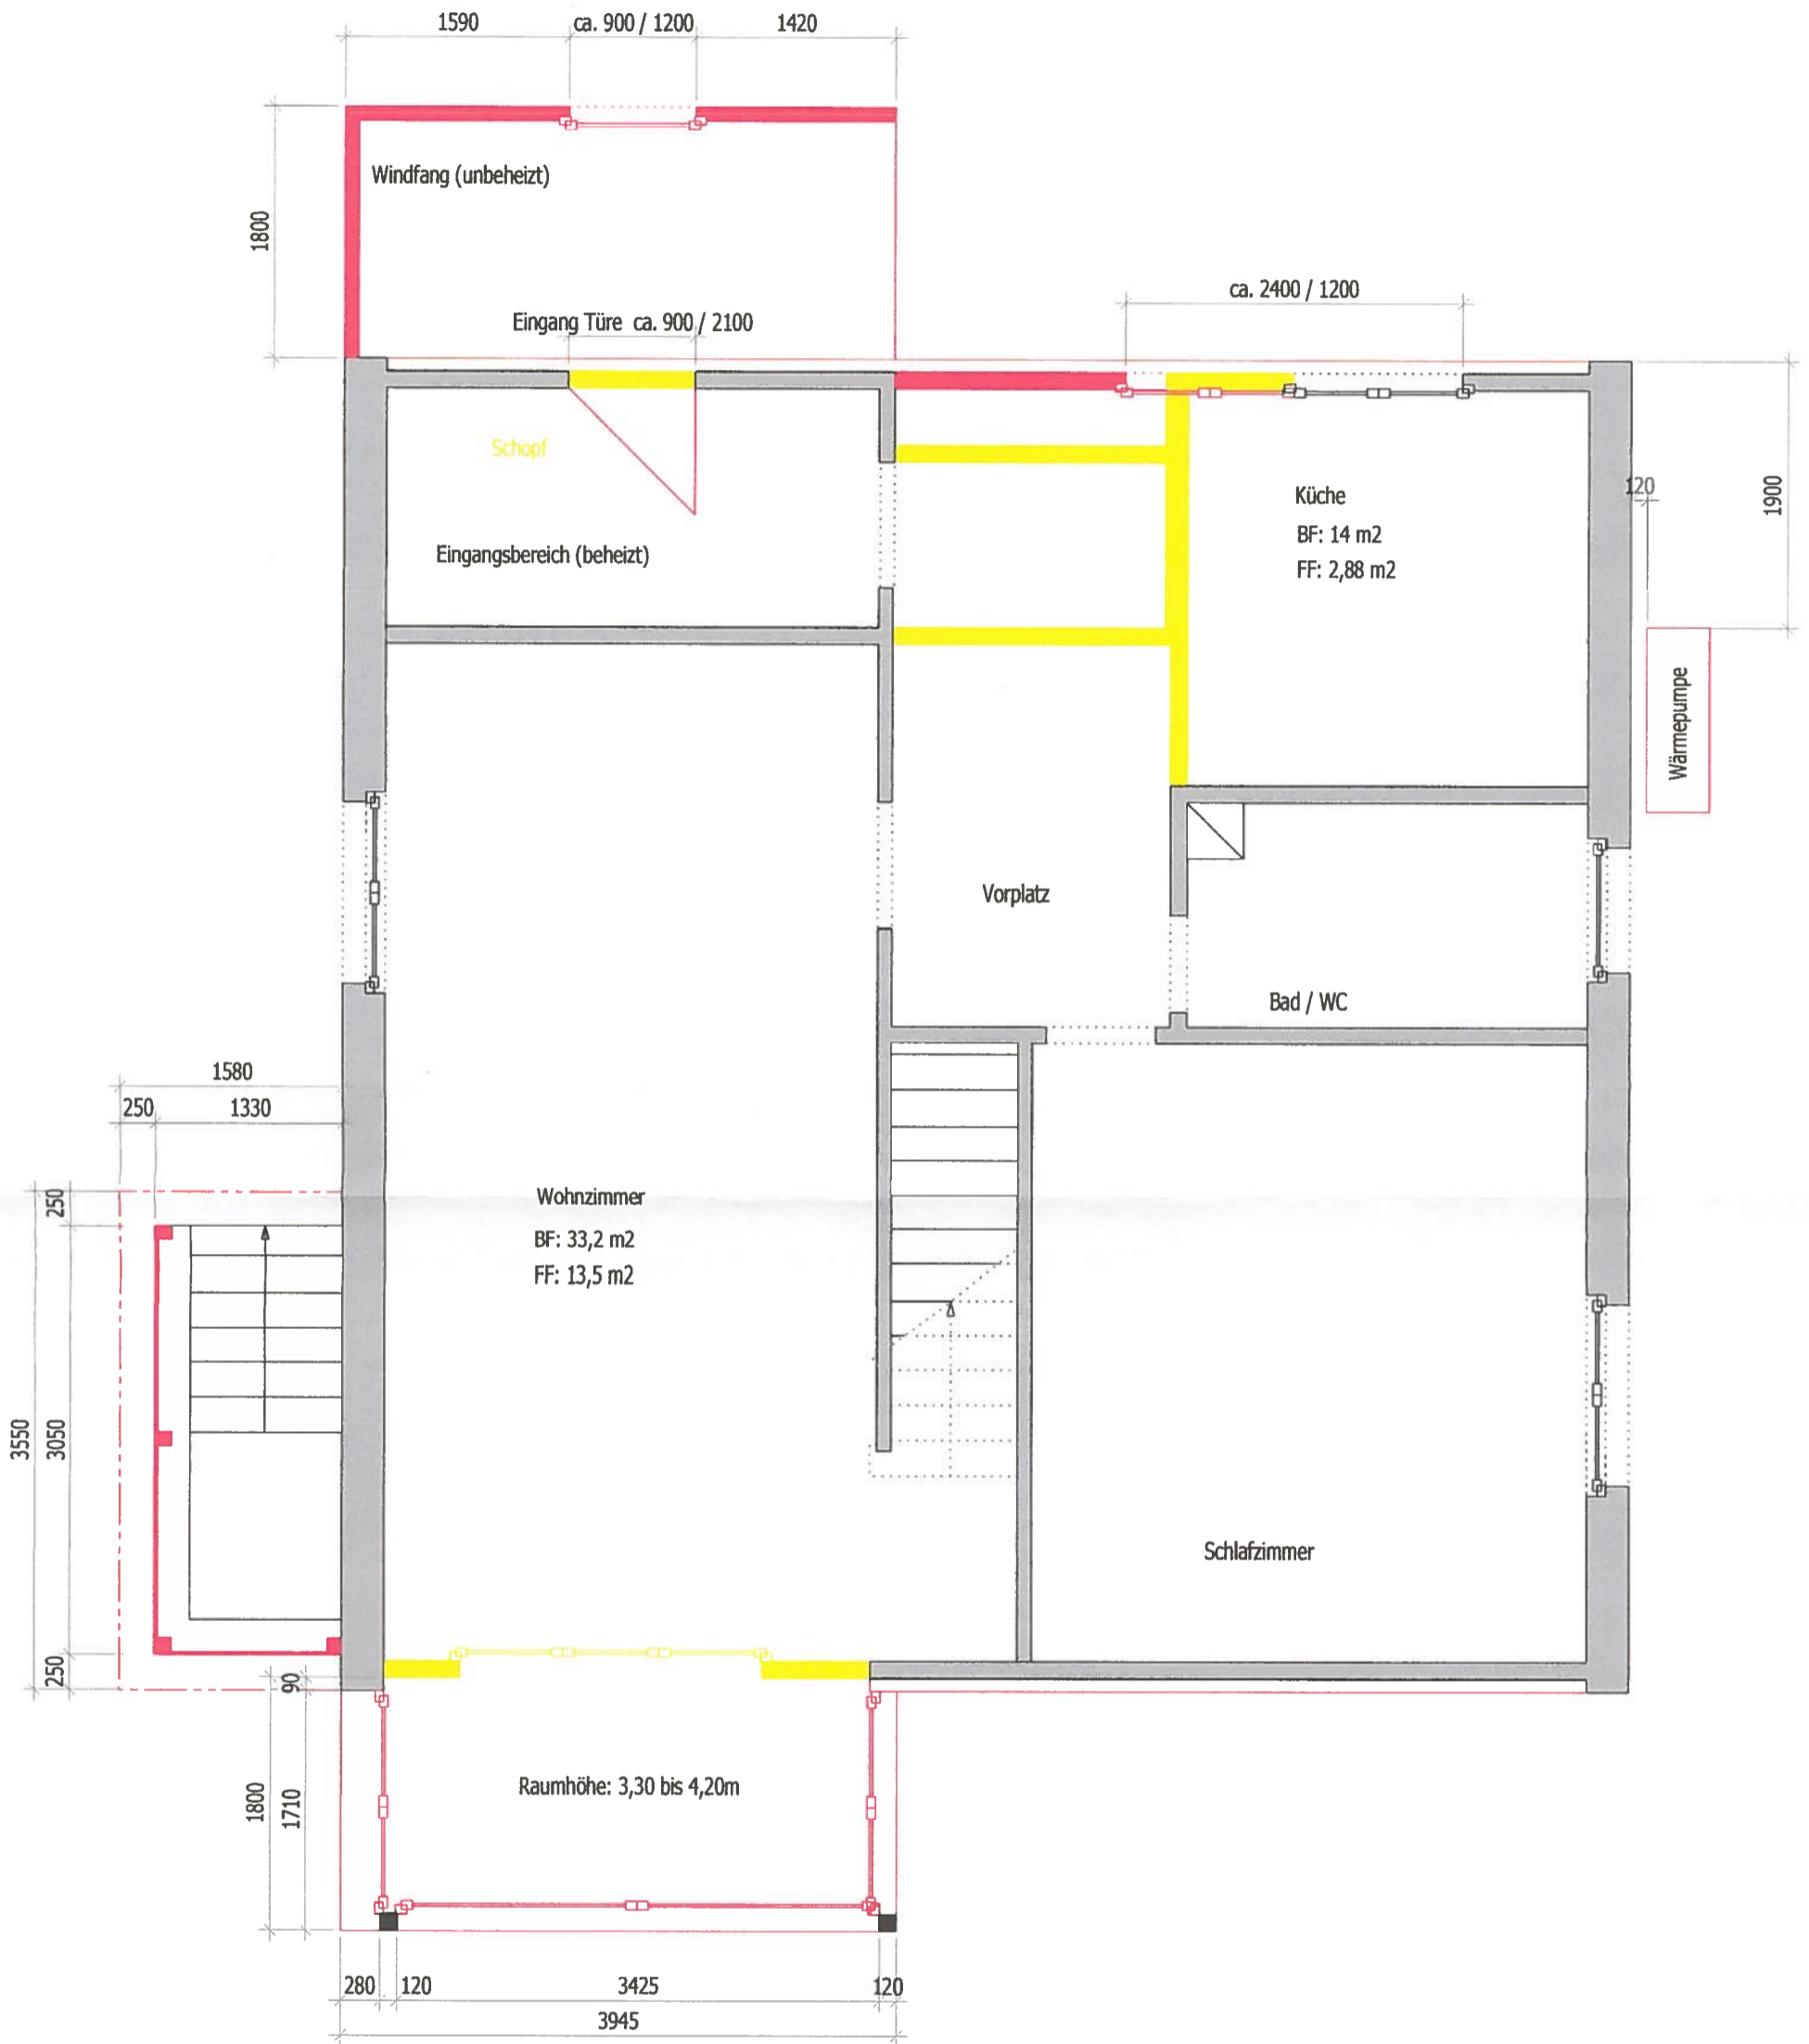 1590
ca. 900 / 1200
1420
Windfang (unbeheizt)
1800
ca. 2400 / 1200
Eingang Türe ca. 900 / 2100
Schopf
Küche
120
1900
BF: 14 m2
Eingangsbereich (beheizt)
FF: 2,88 m2
Wärmepumpe
Vorplatz
Bad / WC
1580
250
1330
250
Wohnzimmer
BF: 33,2 m2
FF: 13,5 m2
3550
3050
Schlafzimmer
250
90
Raumhöhe: 3,30 bis 4,20m
1800
1710
280
120
3425
120
3945